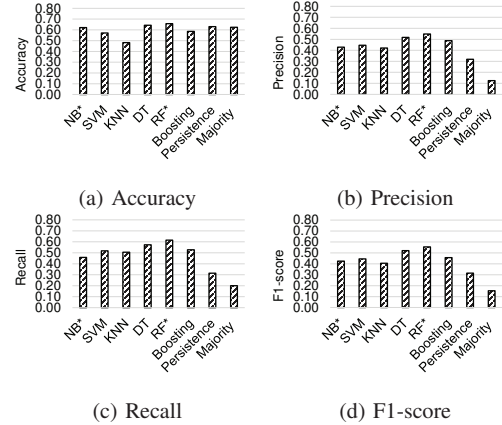 Accuracy
0.80
0.70
0.60
0.50
0.40
0.30
0.20
0.10
0.00
NB*
SVM
KNN
DT
RF*
Boosting
Persistence
Majority
(a) Accuracy
Precision
0.80
0.70
0.60
0.50
0.40
0.30
0.20
0.10
0.00
NB*
SVM
KNN
DT
RF*
Boosting
Persistence
Majority
(b) Precision
Recall
0.80
0.70
0.60
0.50
0.40
0.30
0.20
0.10
0.00
NB*
SVM
KNN
DT
RF*
Boosting
Persistence
Majority
(c) Recall
F1-score
0.80
0.70
0.60
0.50
0.40
0.30
0.20
0.10
0.00
NB*
SVM
KNN
DT
RF*
Boosting
Persistence
Majority
(d) F1-score